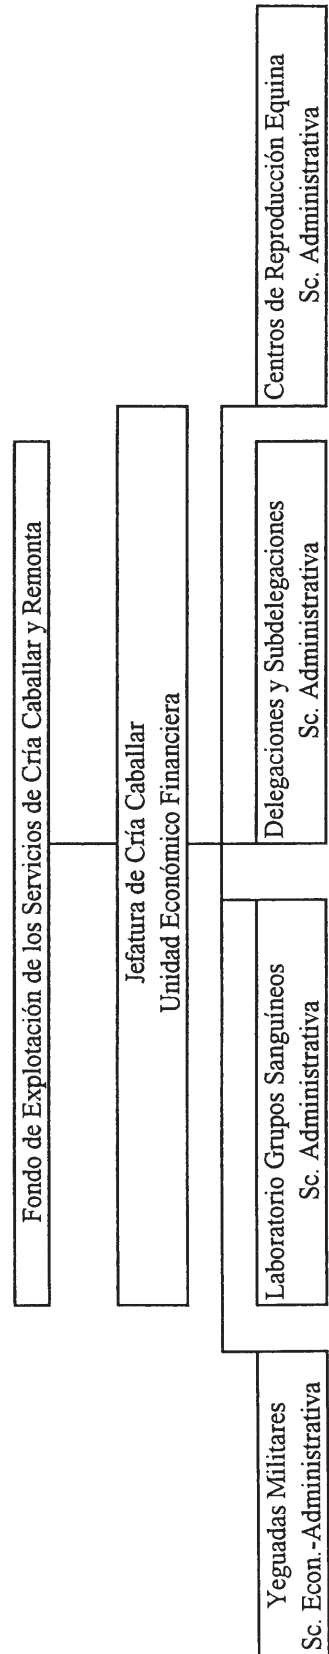 Fondo de Explotación de los Servicios de Cría Caballar y Remonta
Jefatura de Cría Caballar
Unidad Económico Financiera
Yeguadas Militares
Sc. Econ.-Administrativa
Laboratorio Grupos Sanguíneos
Sc. Administrativa
Delegaciones y Subdelegaciones
Sc. Administrativa
Centros de Reproducción Equina
Sc. Administrativa